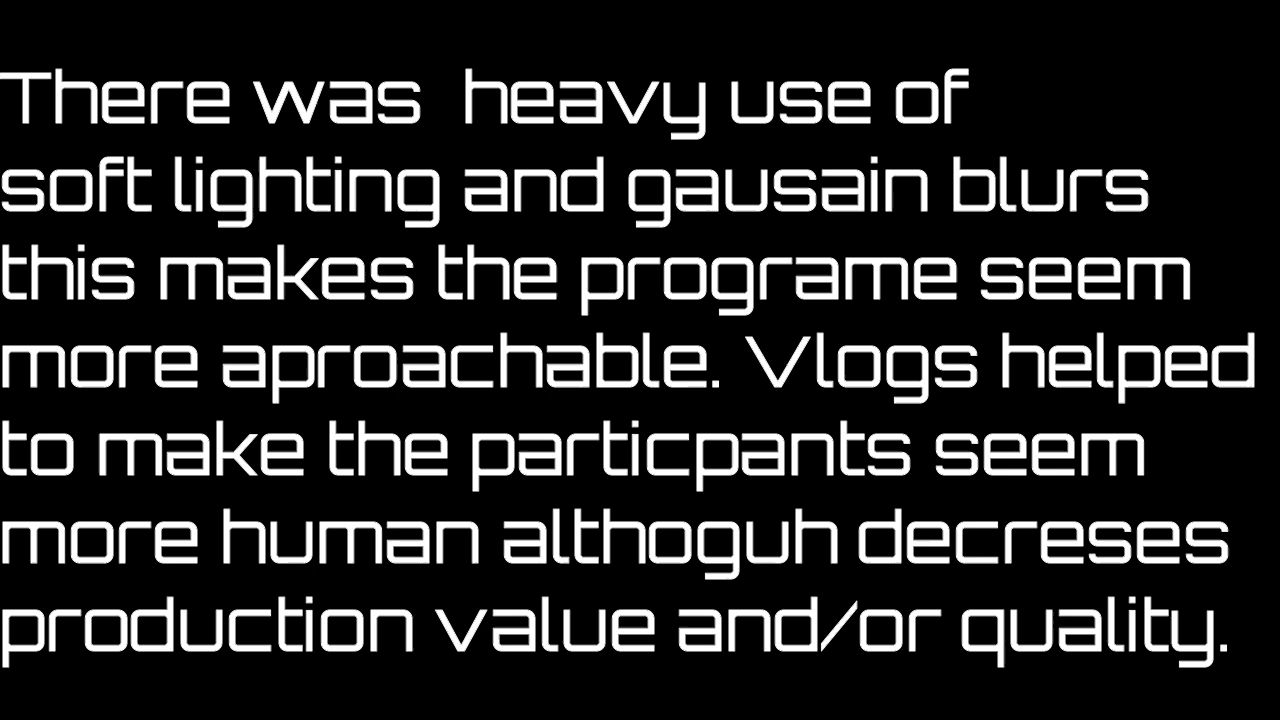 There was  heavy use of
soft lighting and gausain blurs
this makes the programe seem
more aproachable. Vlogs helped
to make the particpants seem
more human althoguh decreses
production value and/or quality.